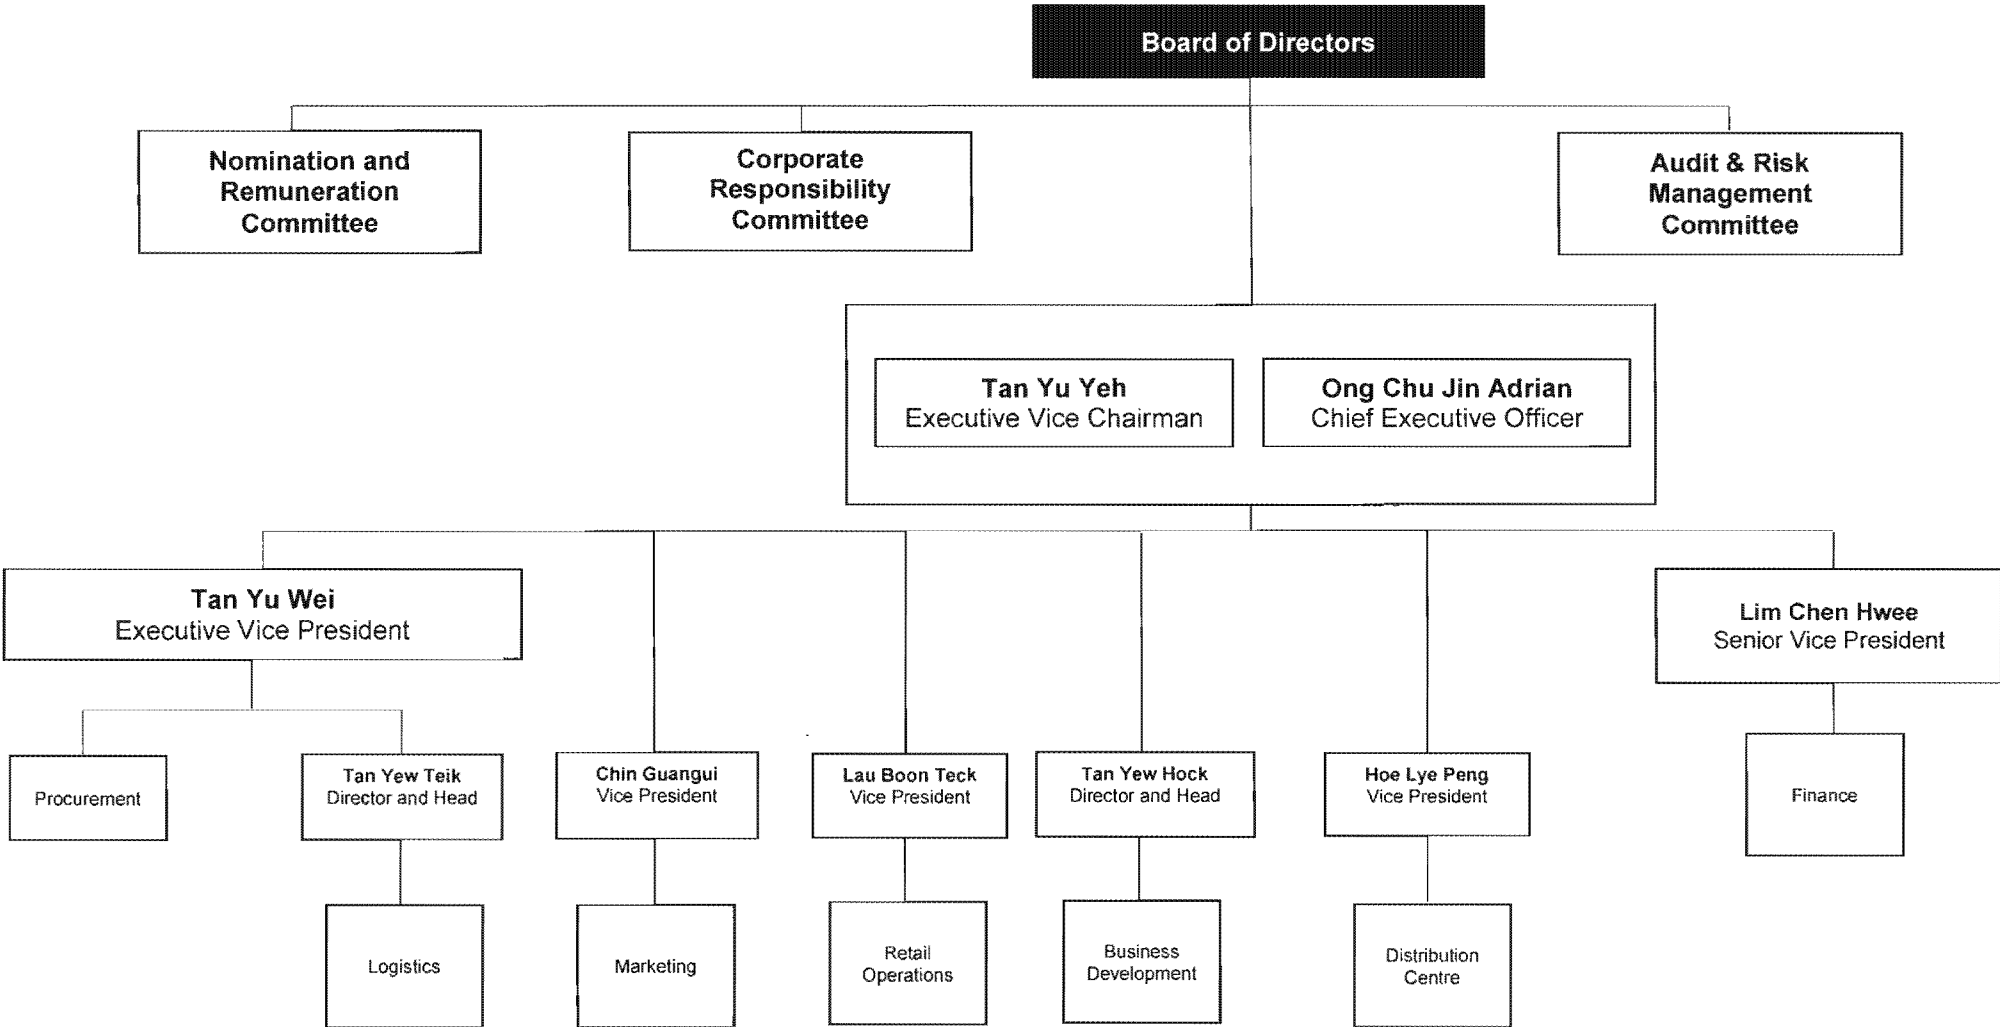 Board of Directors
Nomination and
Remuneration
Committee
Corporate
Responsibility
Committee
Audit & Risk
Management
Committee
Tan Yu Yeh
Executive Vice Chairman
Ong Chu Jin Adrian
Chief Executive Officer
Tan Yu Wei
Executive Vice President
Lim Chen Hwee
Senior Vice President
Procurement
Tan Yew Teik
Director and Head
Chin Guangui
Vice President
Lau Boon Teck
Vice President
Tan Yew Hock
Director and Head
Hoe Lye Peng
Vice President
Finance
Logistics
Marketing
Retail
Operations
Business
Development
Distribution
Centre